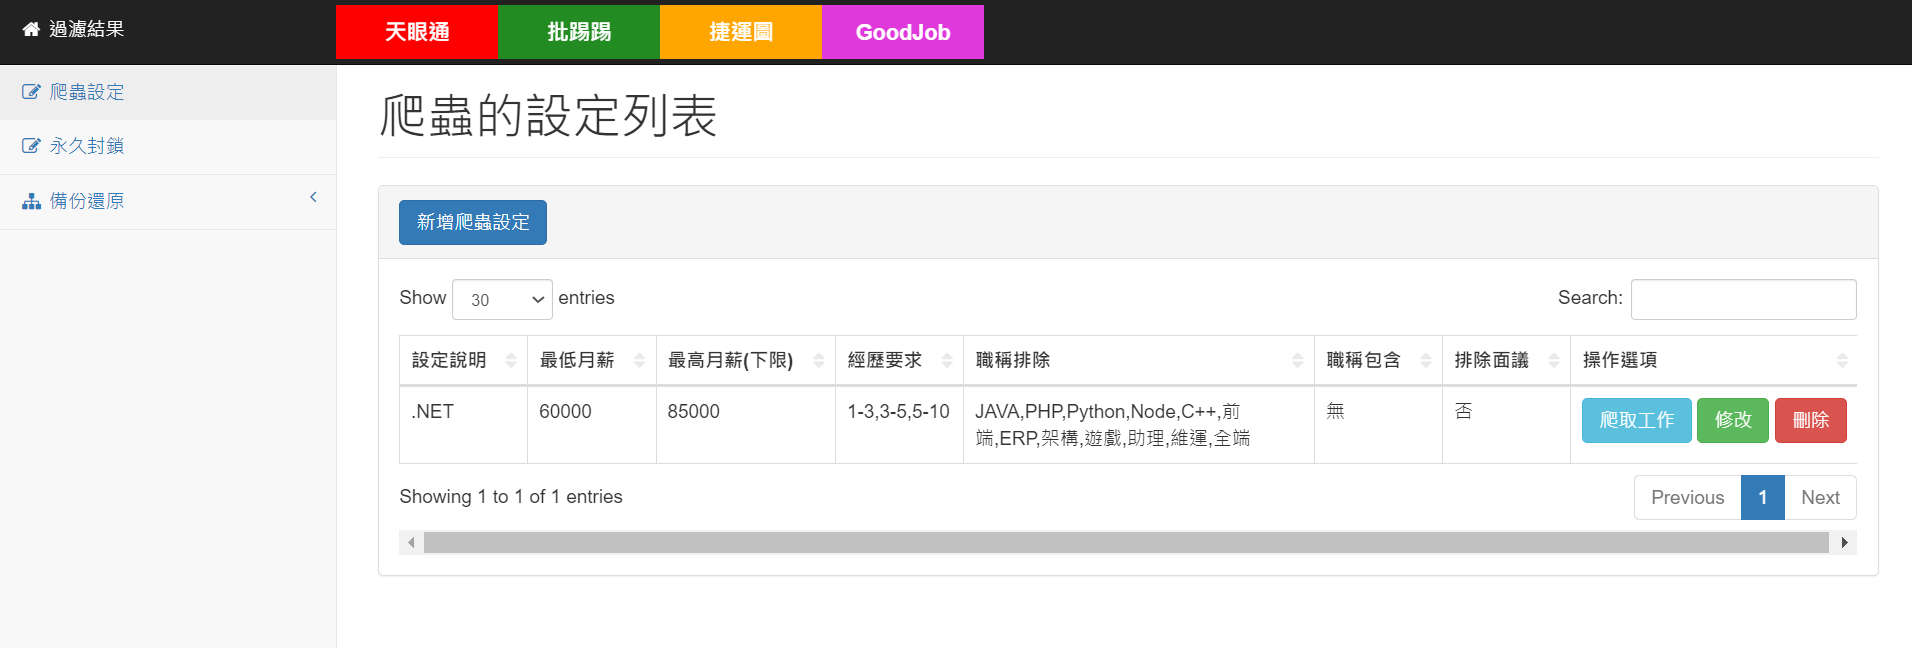 過濾結果
天眼通 批踢踢 捷運圖 GoodJob
爬蟲設定
永久封鎖
備份還原
爬蟲的設定列表
新增爬蟲設定
Show 30 entries
Search:
設定說明 最低月薪 最高月薪(下限) 經歷要求 職稱排除 職稱包含 排除面議 操作選項
.NET 60000 85000 1-3,3-5,5-10 JAVA,PHP,Python,Node,C++,前 無 否 爬取工作 修改 刪除
端,ERP,架構,遊戲,助理,維運,全端
Showing 1 to 1 of 1 entries
Previous 1 Next